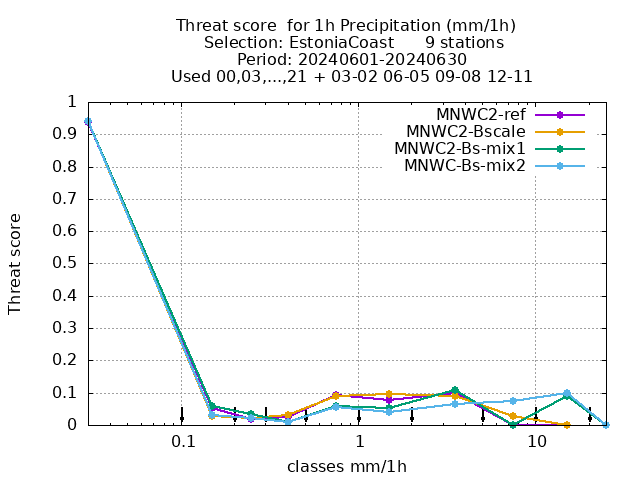 Threat score  for 1h Precipitation (mm/1h)
Selection: EstoniaCoast      9 stations
Period: 20240601-20240630
Used 00,03,...,21 + 03-02 06-05 09-08 12-11
MNWC2-ref
MNWC2-Bscale
MNWC2-Bs-mix1
MNWC-Bs-mix2
1
0.9
0.8
0.7
0.6
0.5
0.4
0.3
0.2
0.1
0
Threat score
0.1
1
10
classes mm/1h